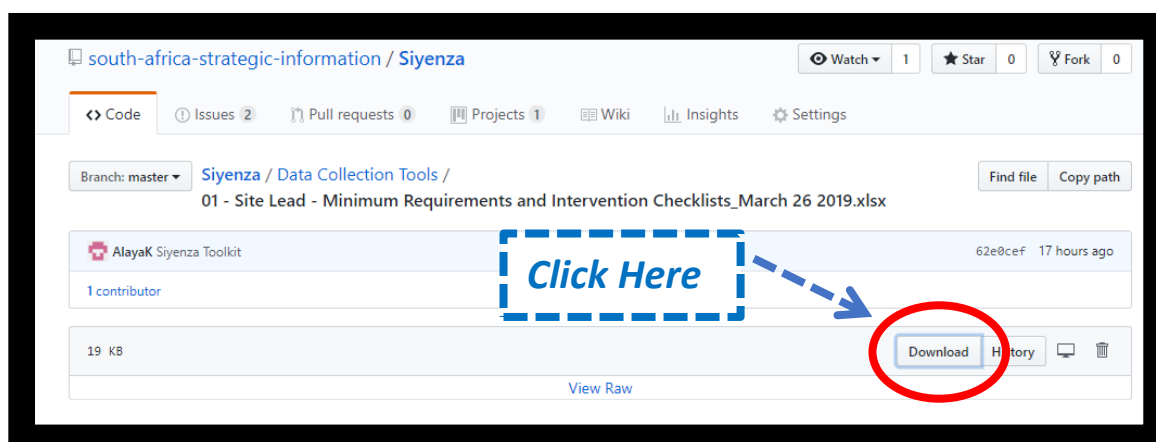 south-africa-strategic-information / Siyenza
Watch 1 Star 0 Fork 0
Code Issues 2 Pull requests 0 Projects 1 Wiki Insights Settings
Branch: master Siyenza / Data Collection Tools / Find file Copy path
01 - Site Lead - Minimum Requirements and Intervention Checklists_March 26 2019.xlsx
AlayaK Siyenza Toolkit 62e0cef 17 hours ago
Click Here
1 contributor
19 KB Download History
View Raw